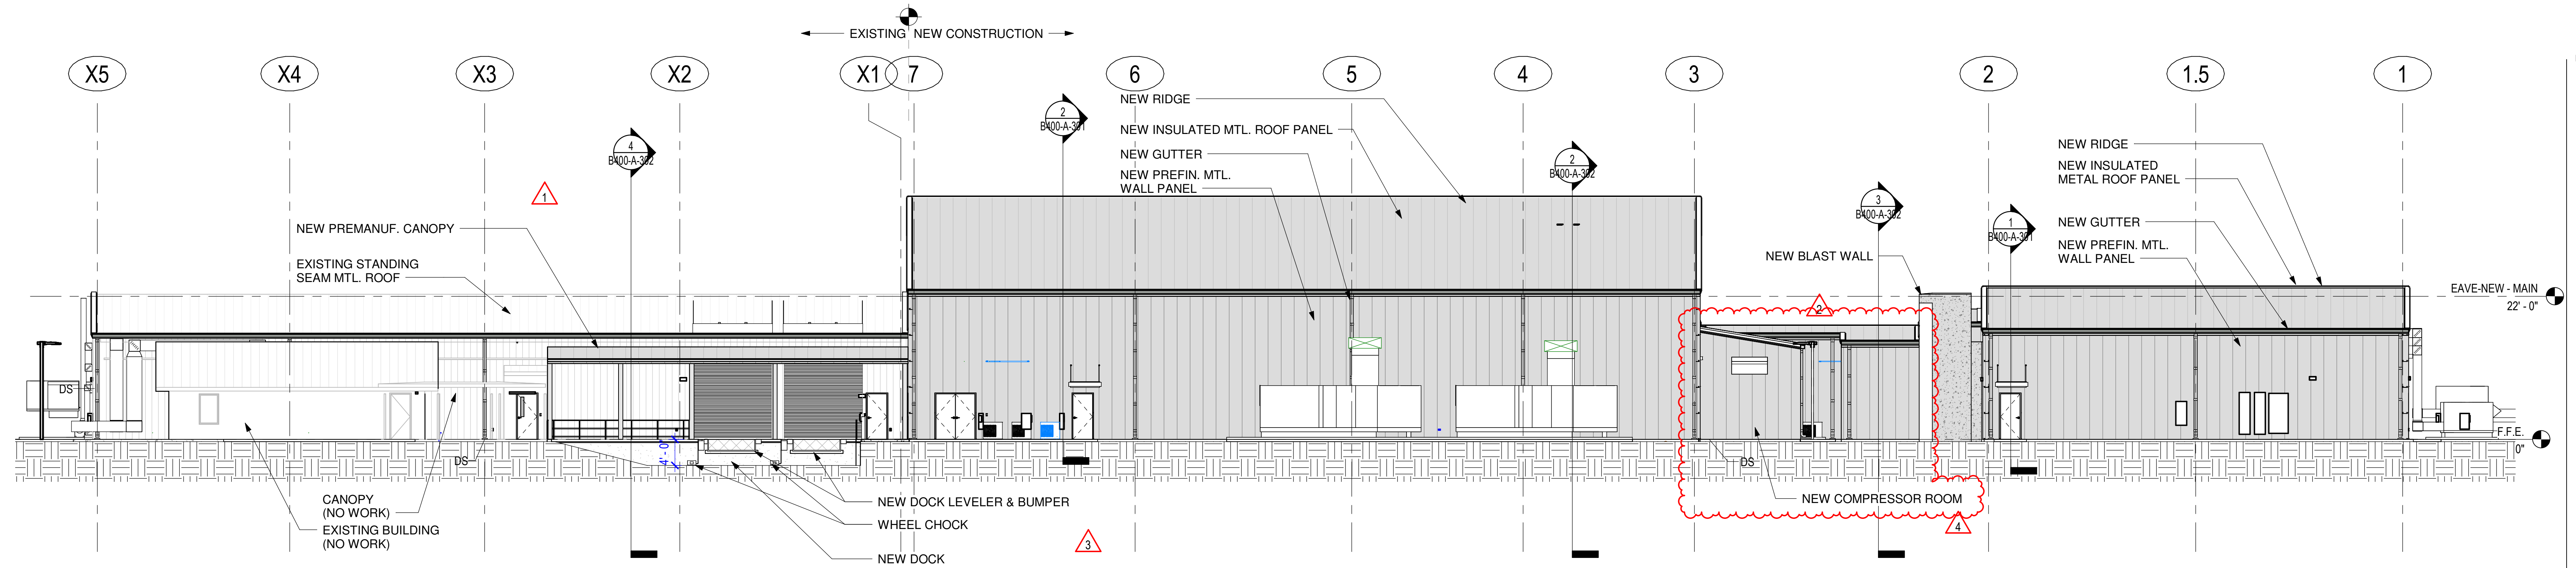 EXISTING NEW CONSTRUCTION
X5 X4 X3 X2 X1 7 6 5 4 3 2 1.5 1
NEW RIDGE
NEW INSULATED MTL. ROOF PANEL
NEW GUTTER
NEW PREFIN. MTL.
WALL PANEL
2
B400-A-301
4
B400-A-302
2
B400-A-302
3
B400-A-302
1
B400-A-301
NEW RIDGE
NEW INSULATED
METAL ROOF PANEL
NEW GUTTER
NEW PREFIN. MTL.
WALL PANEL
1
NEW PREMANUF. CANOPY
EXISTING STANDING
SEAM MTL. ROOF
NEW BLAST WALL
2
EAVE-NEW - MAIN
22' - 0"
DS
F.F.E.
0"
DS
4' - 0"
DS
CANOPY
(NO WORK)
EXISTING BUILDING
(NO WORK)
NEW DOCK LEVELER & BUMPER
WHEEL CHOCK
NEW DOCK
3
NEW COMPRESSOR ROOM
4